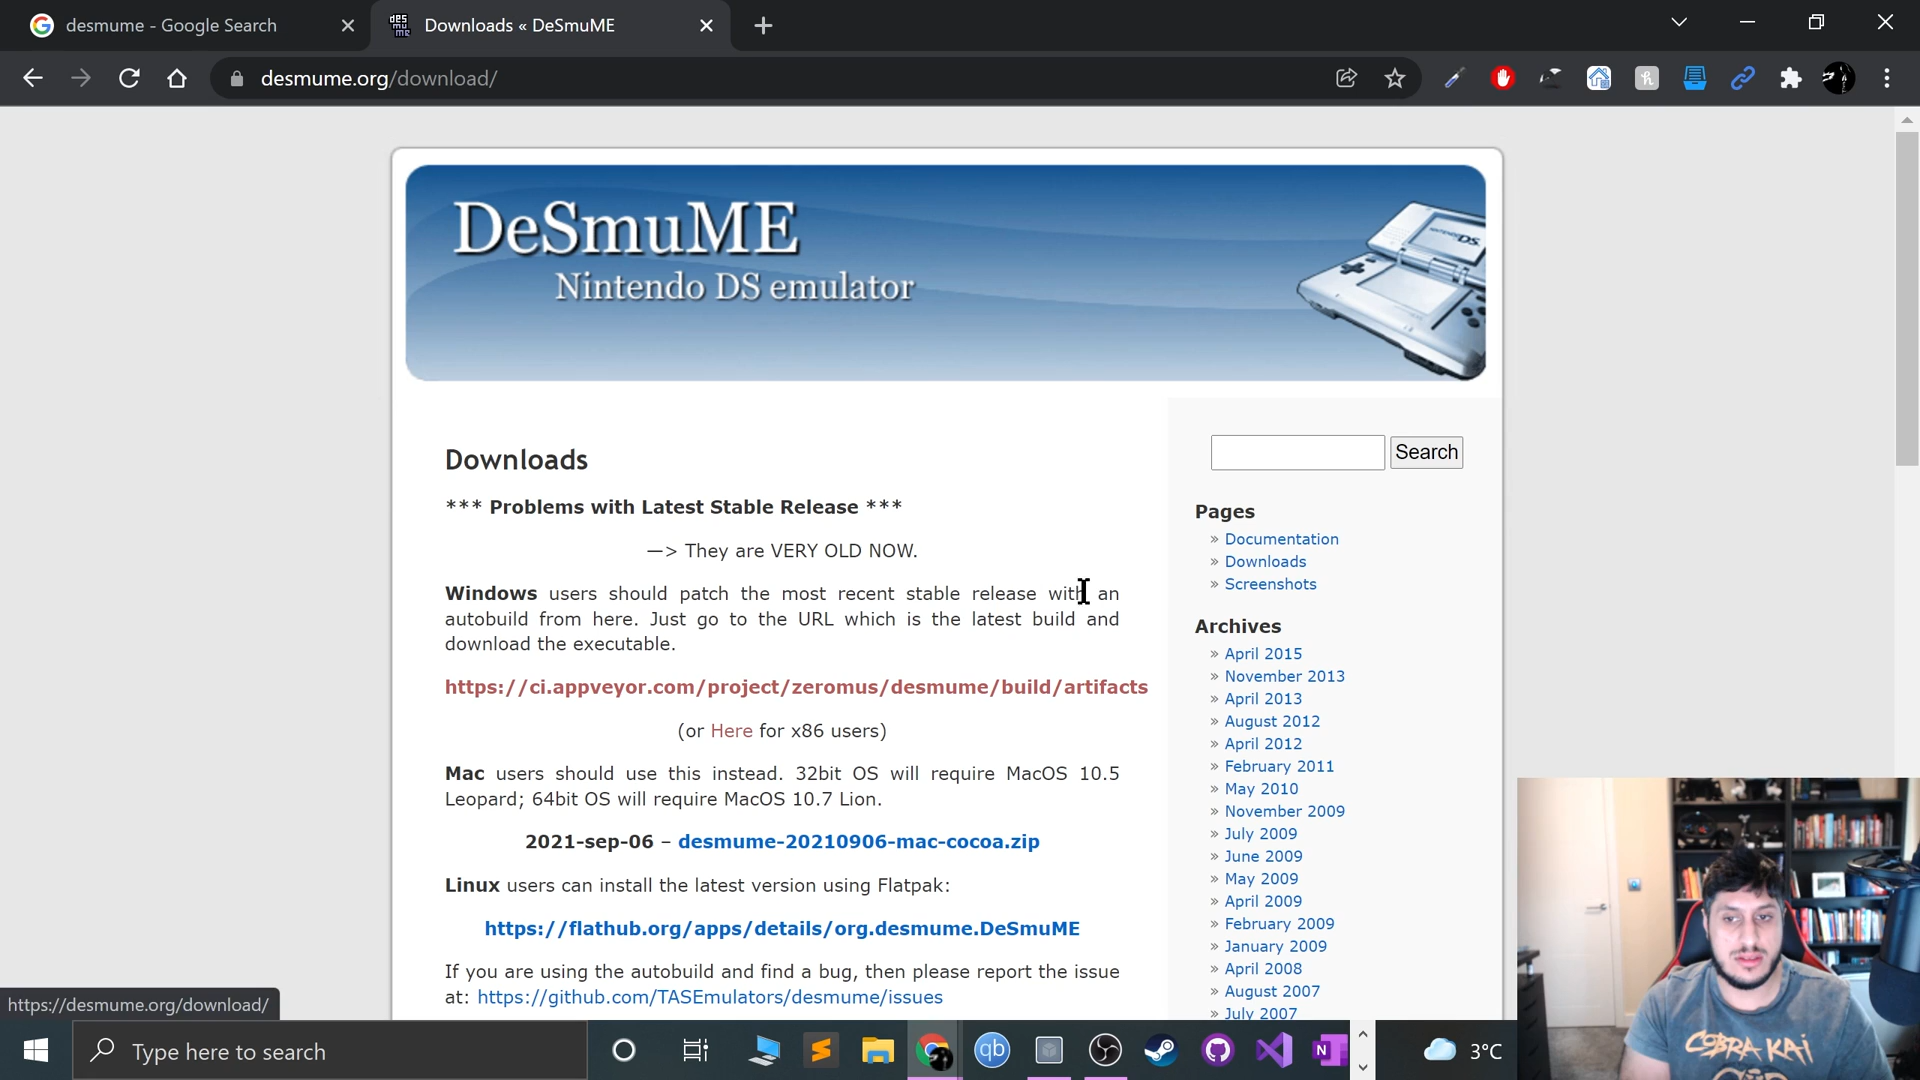 desmume - Google Search
Downloads « DeSmuME
desmume.org/download/
DeSmuME
Nintendo DS emulator
Downloads
*** Problems with Latest Stable Release ***
—> They are VERY OLD NOW.
Windows users should patch the most recent stable release with an
autobuild from here. Just go to the URL which is the latest build and
download the executable.
https://ci.appveyor.com/project/zeromus/desmume/build/artifacts
(or Here for x86 users)
Mac users should use this instead. 32bit OS will require MacOS 10.5
Leopard; 64bit OS will require MacOS 10.7 Lion.
2021-sep-06 – desmume-20210906-mac-cocoa.zip
Linux users can install the latest version using Flatpak:
https://flathub.org/apps/details/org.desmume.DeSmuME
If you are using the autobuild and find a bug, then please report the issue
at: https://github.com/TASEmulators/desmume/issues
Search
Pages
» Documentation
» Downloads
» Screenshots
Archives
» April 2015
» November 2013
» April 2013
» August 2012
» April 2012
» February 2011
» May 2010
» November 2009
» July 2009
» June 2009
» May 2009
» April 2009
» February 2009
» January 2009
» April 2008
» August 2007
» July 2007
https://desmume.org/download/
Type here to search
qb
N
3°C
COBRA KAI